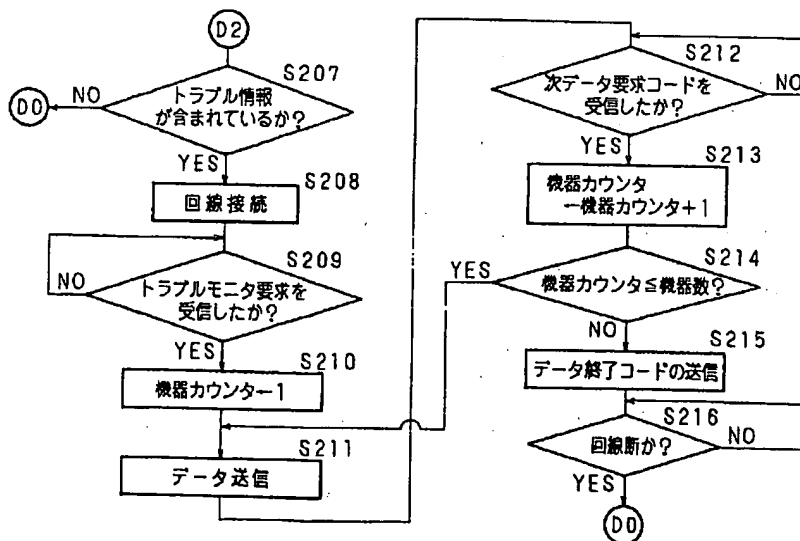 D2
S207
トラブル情報
が含まれているか?
NO
D0
YES
S208
回線接続
S209
トラブルモニタ要求を
受信したか?
NO
YES
S210
機器カウンタ←1
S211
データ送信
S212
次データ要求コードを
受信したか?
NO
YES
S213
機器カウンタ
←機器カウンタ+1
S214
機器カウンタ≦機器数?
YES
NO
S215
データ終了コードの送信
S216
回線断か?
NO
YES
D0